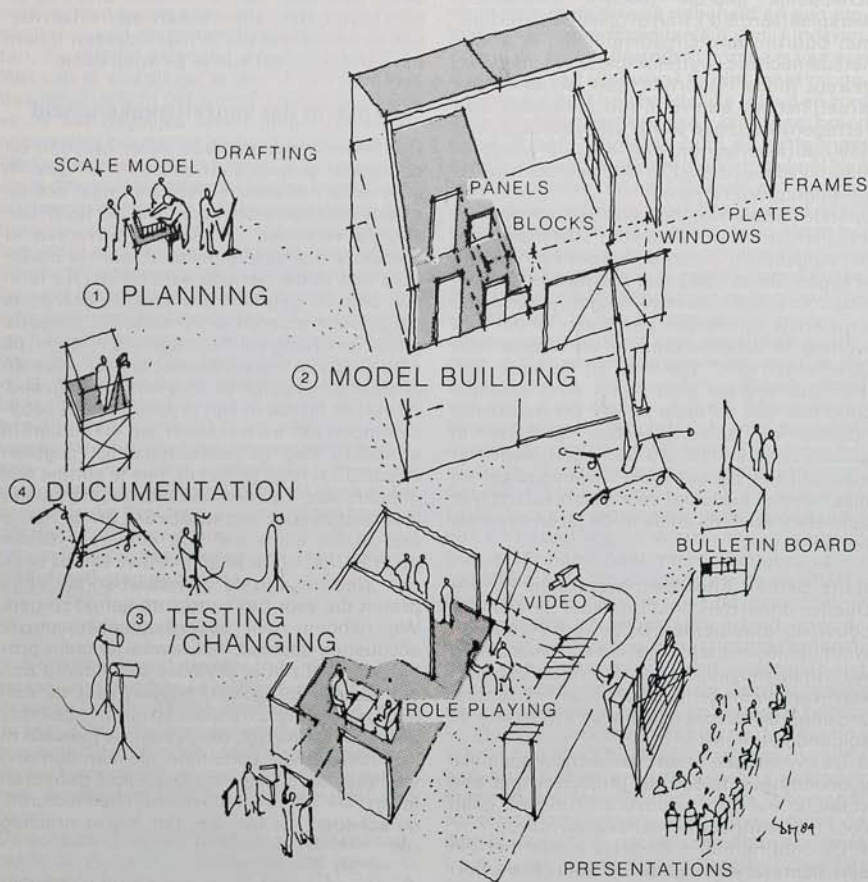 SCALE MODEL
DRAFTING
① PLANNING
PANELS
BLOCKS
FRAMES
PLATES
WINDOWS
② MODEL BUILDING
④ DUCUMENTATION
③ TESTING
/ CHANGING
BULLETIN BOARD
VIDEO
ROLE PLAYING
PRESENTATIONS